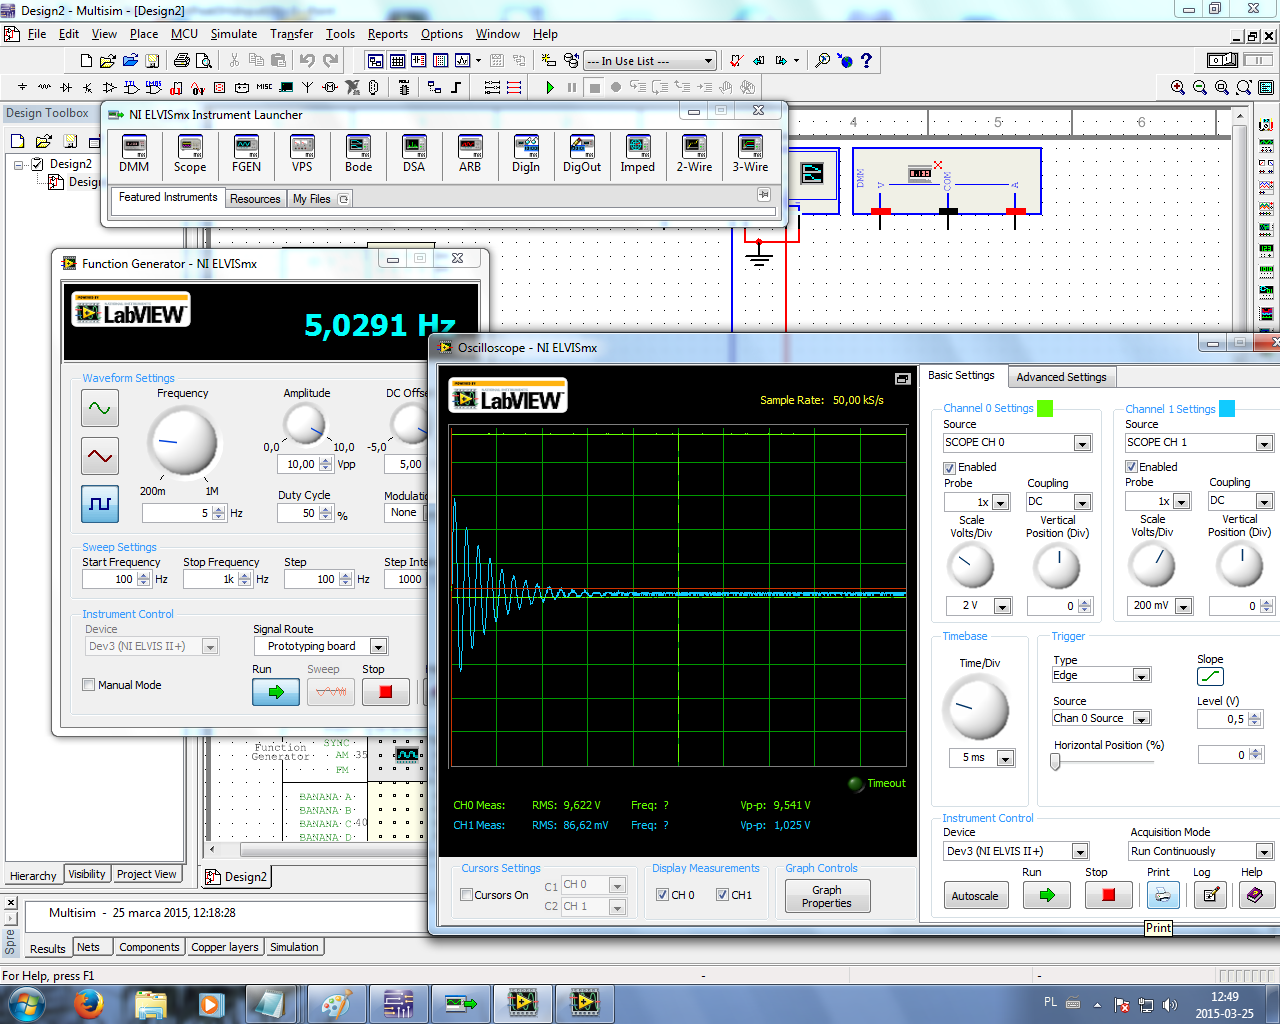 Design2 - Multisim - [Design2]
File Edit View Place MCU Simulate Transfer Tools Reports Options Window Help
--- In Use List ---
MISC
Design Toolbox
Design2
Design
NI ELVISmx Instrument Launcher
DMM Scope FGEN VPS Bode DSA ARB DigIn DigOut Imped 2-Wire 3-Wire
Featured Instruments Resources My Files
4 5 6
DMM V COM A
Function Generator - NI ELVISmx
POWERED BY
LabVIEW
5,0291 Hz
Waveform Settings
Frequency
200m 1M
5 Hz
Amplitude
0,0 10,0
10,00 Vpp
DC Offse
-5,0
5,00
Duty Cycle
50 %
Modulatio
None
Sweep Settings
Start Frequency Stop Frequency Step Step Inte
100 Hz 1k Hz 100 Hz 1000
Instrument Control
Device
Dev3 (NI ELVIS II+)
Signal Route
Prototyping board
Manual Mode
Run Sweep Stop
Function
Generator
SYNC
AM 35
FM
BANANA A
BANANA B
BANANA C 40
BANANA D
Oscilloscope - NI ELVISmx
POWERED BY
LabVIEW
Sample Rate: 50,00 kS/s
Timeout
CH0 Meas: RMS: 9,622 V Freq: ? Vp-p: 9,541 V
CH1 Meas: RMS: 86,62 mV Freq: ? Vp-p: 1,025 V
Cursors Settings
Cursors On
C1 CH 0
C2 CH 1
Display Measurements
CH 0 CH1
Graph Controls
Graph
Properties
Basic Settings Advanced Settings
Channel 0 Settings
Source
SCOPE CH 0
Enabled
Probe Coupling
1x DC
Scale
Volts/Div
Vertical
Position (Div)
2 V 0
Channel 1 Settings
Source
SCOPE CH 1
Enabled
Probe Coupling
1x DC
Scale
Volts/Div
Vertical
Position (Div)
200 mV 0
Timebase
Time/Div
5 ms
Trigger
Type
Edge
Slope
Source
Chan 0 Source
Level (V)
0,5
Horizontal Position (%)
0
Instrument Control
Device
Dev3 (NI ELVIS II+)
Acquisition Mode
Run Continuously
Run Stop Print Log Help
Autoscale
Print
Hierarchy Visibility Project View
Design2
Multisim - 25 marca 2015, 12:18:28
Spre
Results Nets Components Copper layers Simulation
For Help, press F1
- -
PL
12:49
2015-03-25